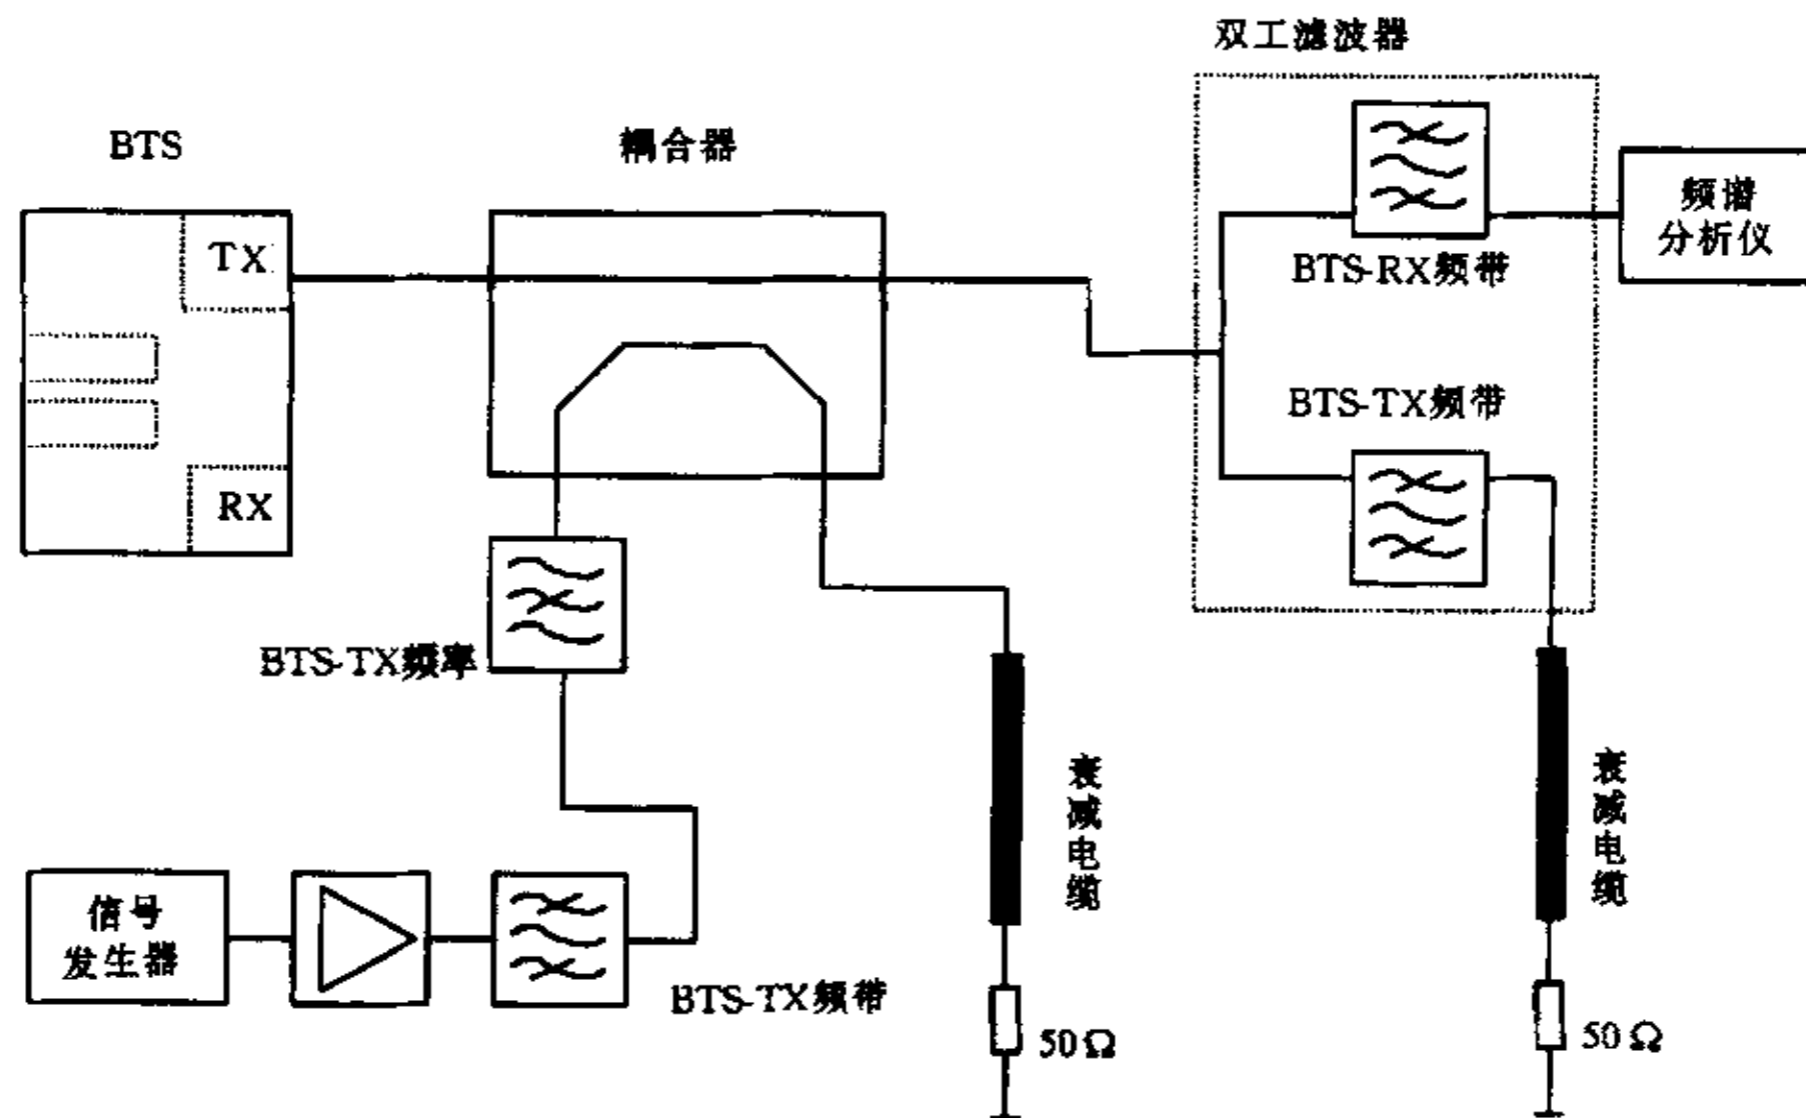 双工滤波器
BTS
耦合器
TX
频谱
分析仪
BTS-RX频带
BTS-TX频带
RX
BTS-TX频率
衰减电缆
衰减电缆
信号
发生器
BTS-TX频带
50Ω
50Ω